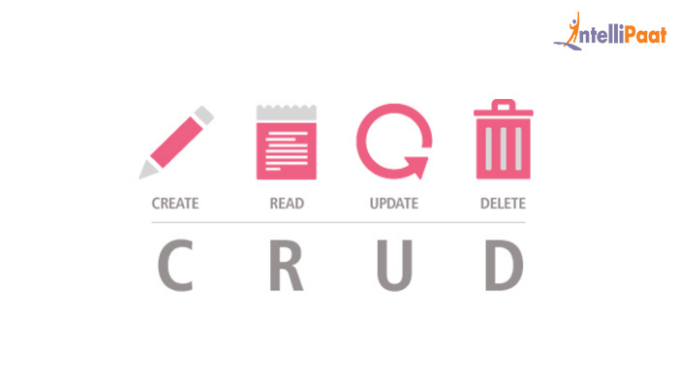 intelliPaat
CREATE READ UPDATE DELETE
C R U D